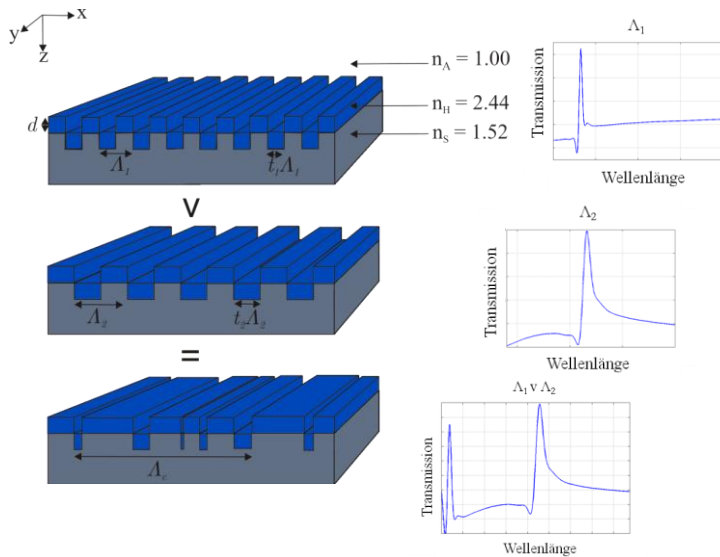 x
y
z
n_A = 1.00
n_H = 2.44
n_S = 1.52
d
Λ_1
t_1Λ_1
Λ_1
Transmission
Wellenlänge
v
Λ_2
t_2Λ_2
Λ_2
Transmission
Wellenlänge
=
Λ_c
Λ_1 v Λ_2
Transmission
Wellenlänge